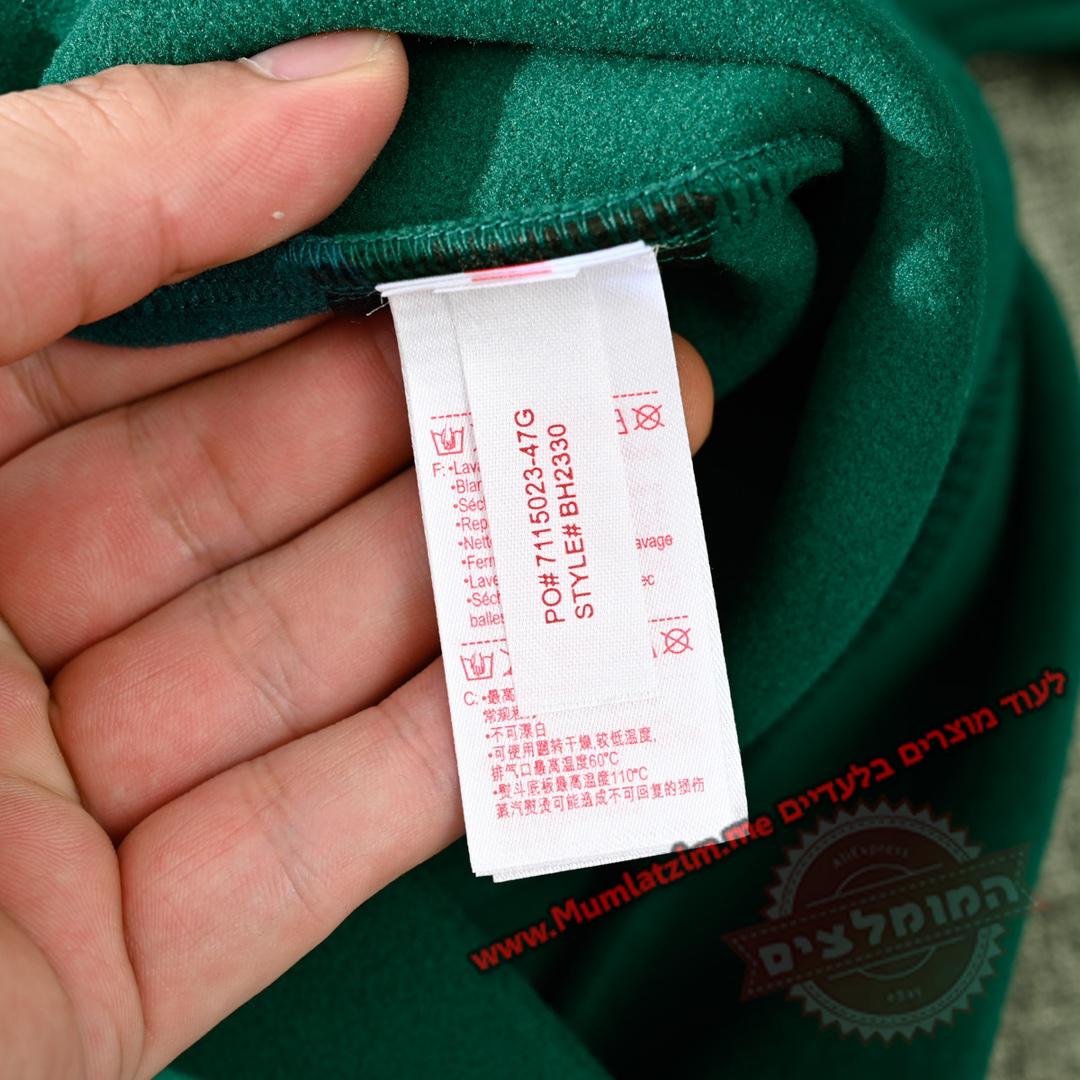 PO# 7115023-47G
STYLE# BH2330
F: •Lava
•Blan
•Séc
•Rep
•Nett
avage
•Ferm
•Lave
ec
•Séch
balles
C: •最高
常规
•不可漂白
•可使用翻转干燥,较低温度,
排气口最高温度60°C
•熨斗底板最高温度110°C
蒸汽熨烫可能造成不可回复的损伤
לעוד מוצרים בלעדיים www.Mumlatzim.me
AliExpress
המומלצים
eBay